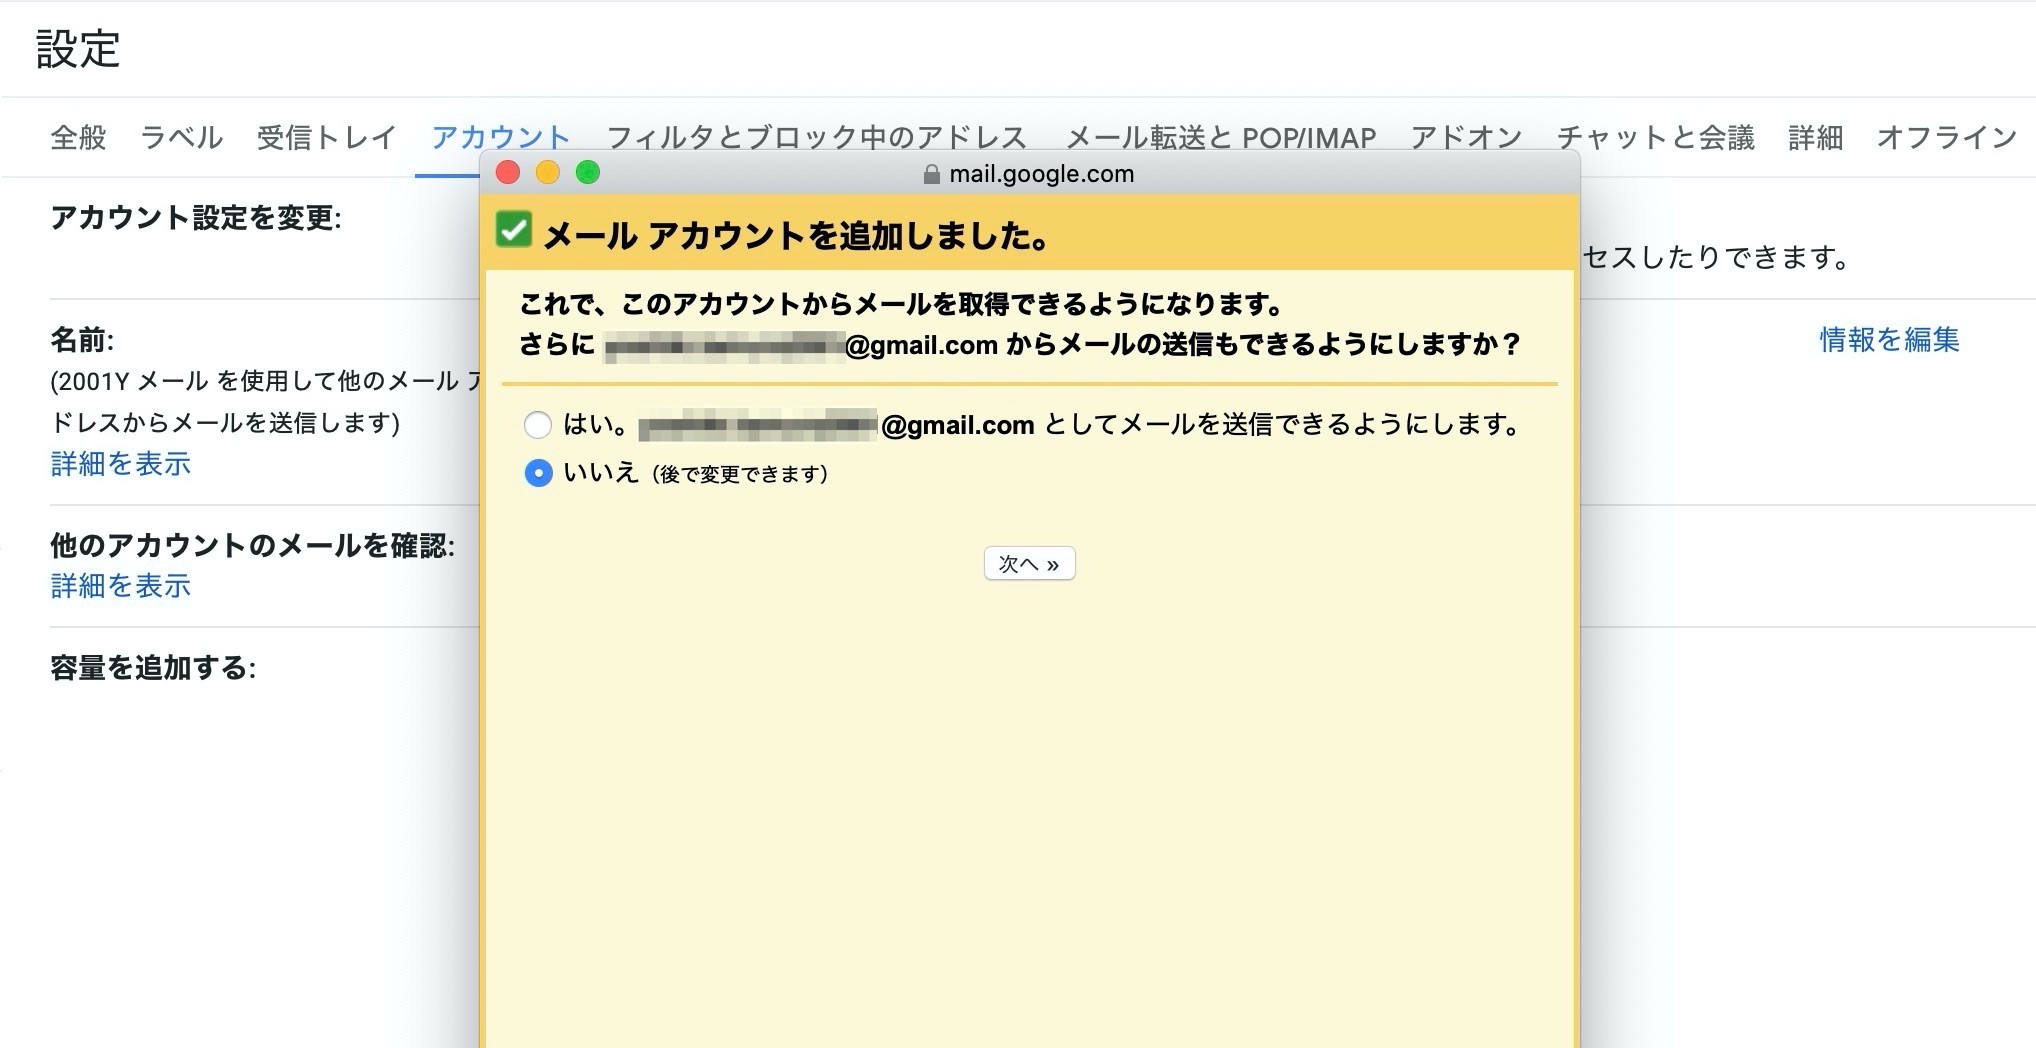 設定
全般 ラベル 受信トレイ アカウント フィルタとブロック中のアドレス メール転送と POP/IMAP アドオン チャットと会議 詳細 オフライン
mail.google.com
アカウント設定を変更:
メール アカウントを追加しました。
セスしたりできます。
これで、このアカウントからメールを取得できるようになります。
さらに @gmail.com からメールの送信もできるようにしますか？
名前:
情報を編集
(2001Y メール を使用して他のメール ア
ドレスからメールを送信します)
詳細を表示
はい。 @gmail.com としてメールを送信できるようにします。
いいえ（後で変更できます）
他のアカウントのメールを確認:
詳細を表示
次へ »
容量を追加する: